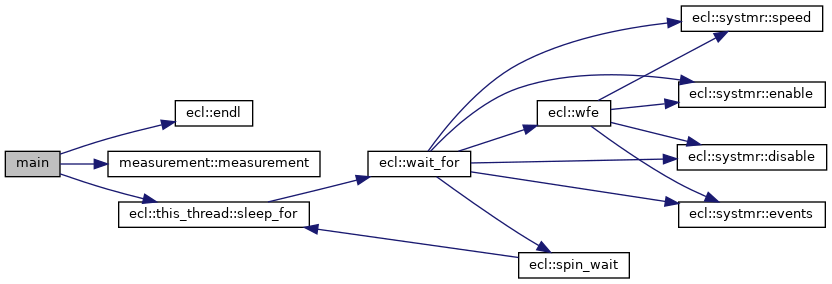 main
ecl::endl
measurement::measurement
ecl::this_thread::sleep_for
ecl::wait_for
ecl::wfe
ecl::spin_wait
ecl::systmr::speed
ecl::systmr::enable
ecl::systmr::disable
ecl::systmr::events